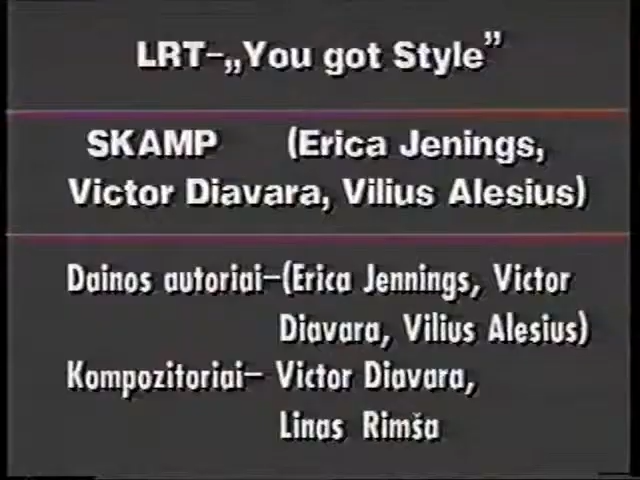 LRT–„You got Style”
SKAMP (Erica Jenings,
Victor Diavara, Vilius Alesius)
Dainos autoriai–(Erica Jennings, Victor
Diavara, Vilius Alesius)
Kompozitoriai– Victor Diavara,
Linas Rimša